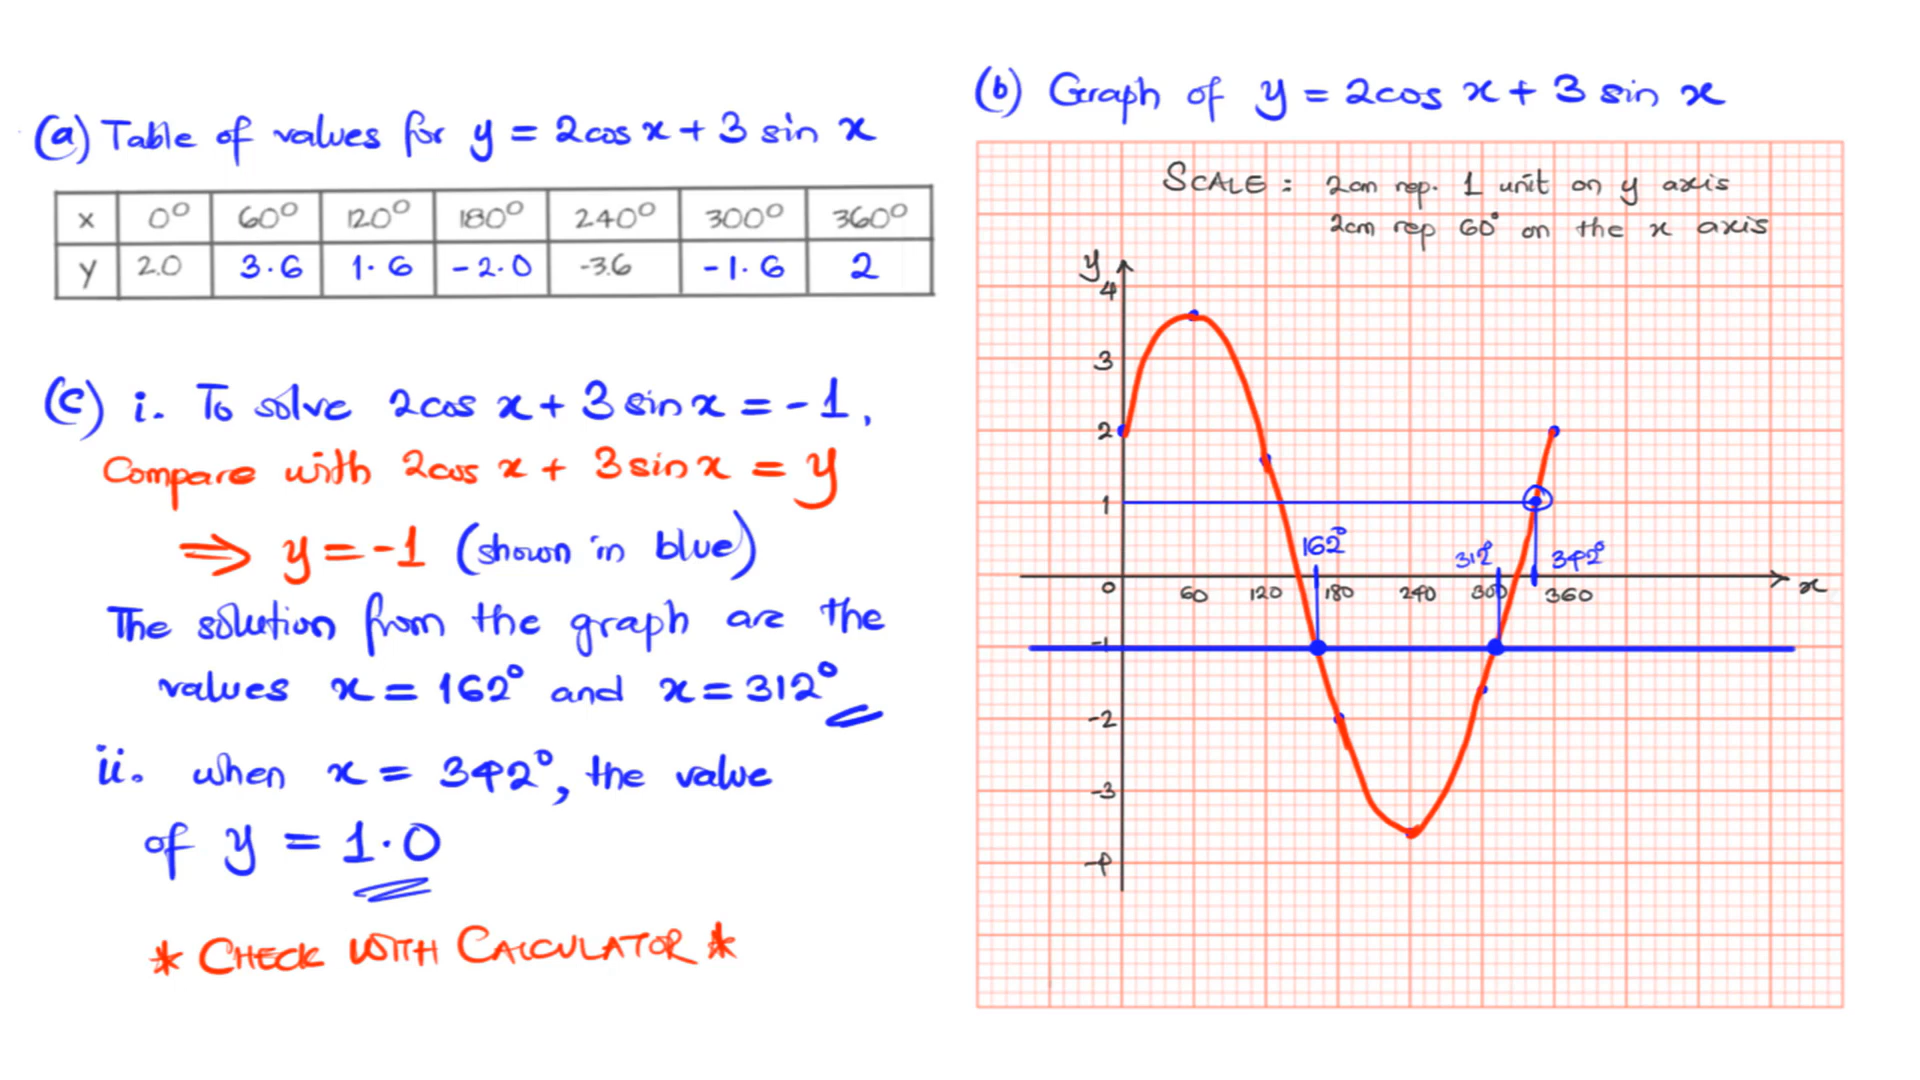 (a) Table of values for y = 2cos x + 3 sin x
x 0° 60° 120° 180° 240° 300° 360°
y 2.0 3.6 1.6 -2.0 -3.6 -1.6 2
(c) i. To solve 2cos x + 3 sin x = -1,
Compare with 2cos x + 3 sin x = y
⇒ y = -1 (shown in blue)
The solution from the graph are the
values x = 162° and x = 312°
ii. when x = 342°, the value
of y = 1.0
* CHECK WITH CALCULATOR *
(b) Graph of y = 2cos x + 3 sin x
SCALE : 2cm rep. 1 unit on y axis
2cm rep 60° on the x axis
y
4
3
2
1
162° 312° 342°
0 60 120 180 240 300 360 x
-1
-2
-3
-4